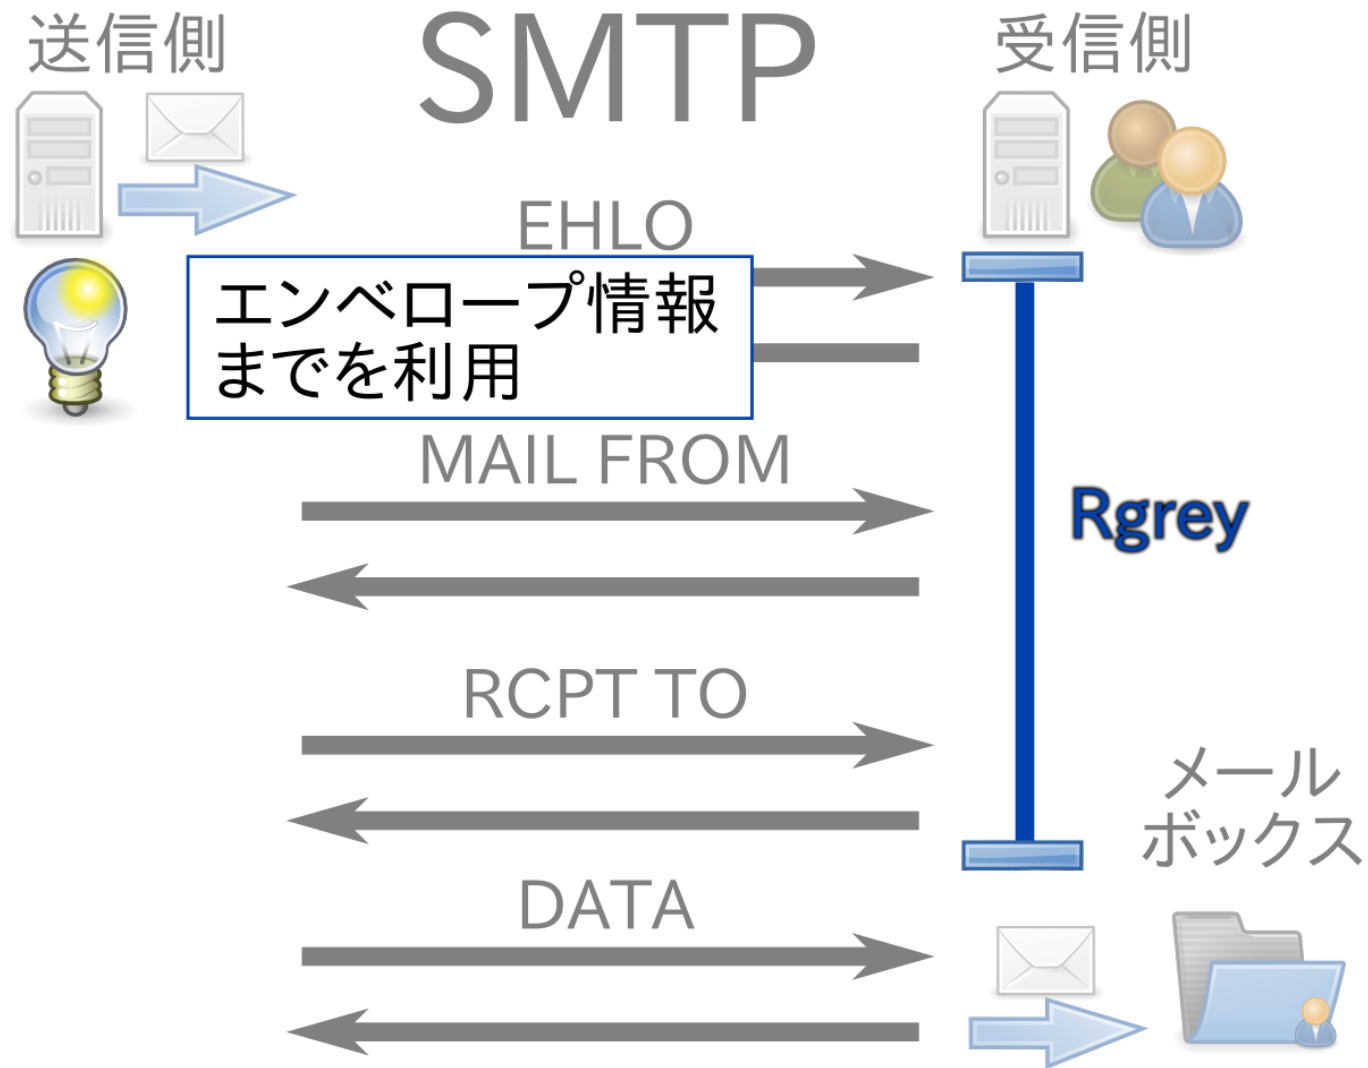 送信側
SMTP
受信側
EHLO
エンベロープ情報
までを利用
MAIL FROM
Rgrey
RCPT TO
メール
ボックス
DATA